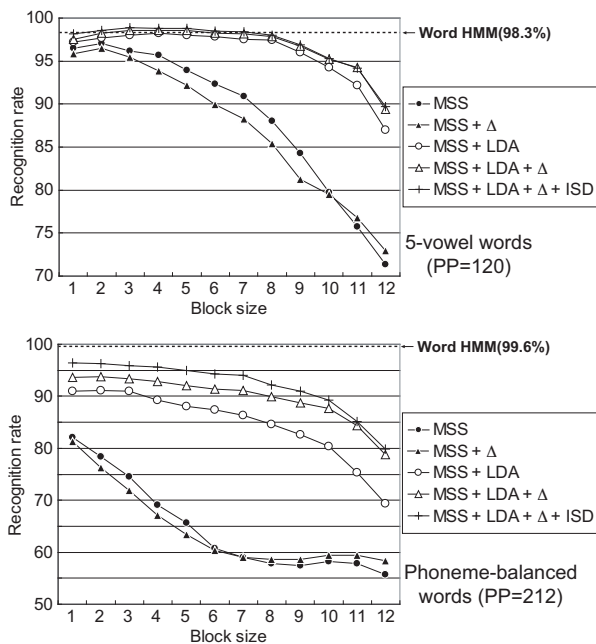 100
95
90
85
80
75
70
Recognition rate
1 2 3 4 5 6 7 8 9 10 11 12
Block size
Word HMM(98.3%)
MSS
MSS + Δ
MSS + LDA
MSS + LDA + Δ
MSS + LDA + Δ + ISD
5-vowel words
(PP=120)
100
90
80
70
60
50
Recognition rate
1 2 3 4 5 6 7 8 9 10 11 12
Block size
Word HMM(99.6%)
MSS
MSS + Δ
MSS + LDA
MSS + LDA + Δ
MSS + LDA + Δ + ISD
Phoneme-balanced
words (PP=212)